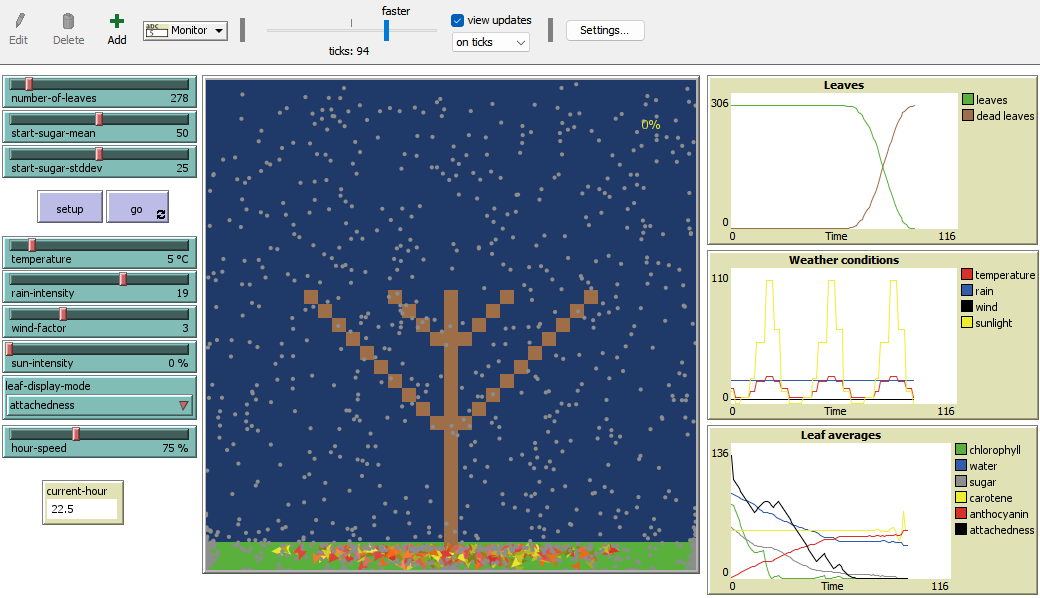 Edit
Delete
Add
abc
5
Monitor
faster
ticks: 94
view updates
on ticks
Settings...
number-of-leaves 278
start-sugar-mean 50
start-sugar-stddev 25
setup
go
temperature 5 °C
rain-intensity 19
wind-factor 3
sun-intensity 0 %
leaf-display-mode
attachedness
hour-speed 75 %
current-hour
22.5
0%
Leaves
306
0
0 Time 116
leaves
dead leaves
Weather conditions
110
0
0 Time 116
temperature
rain
wind
sunlight
Leaf averages
136
0
0 Time 116
chlorophyll
water
sugar
carotene
anthocyanin
attachedness